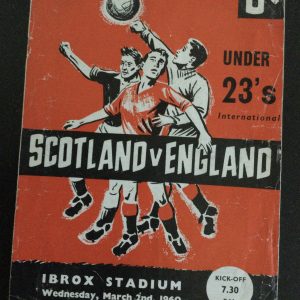 UNDER
23's
International
SCOTLAND v ENGLAND
IBROX STADIUM
Wednesday, March 2nd, 1960
KICK-OFF
7.30